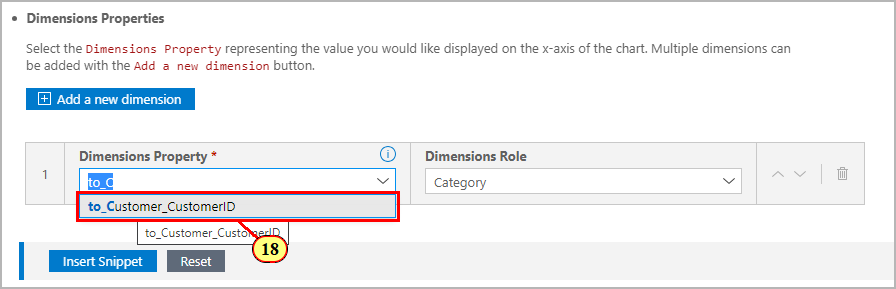 Dimensions Properties
Select the Dimensions Property representing the value you would like displayed on the x-axis of the chart. Multiple dimensions can
be added with the Add a new dimension button.
Add a new dimension
Dimensions Property *
Dimensions Role
1
to_C
Category
to_Customer_CustomerID
to_Customer_CustomerID
18
Insert Snippet
Reset